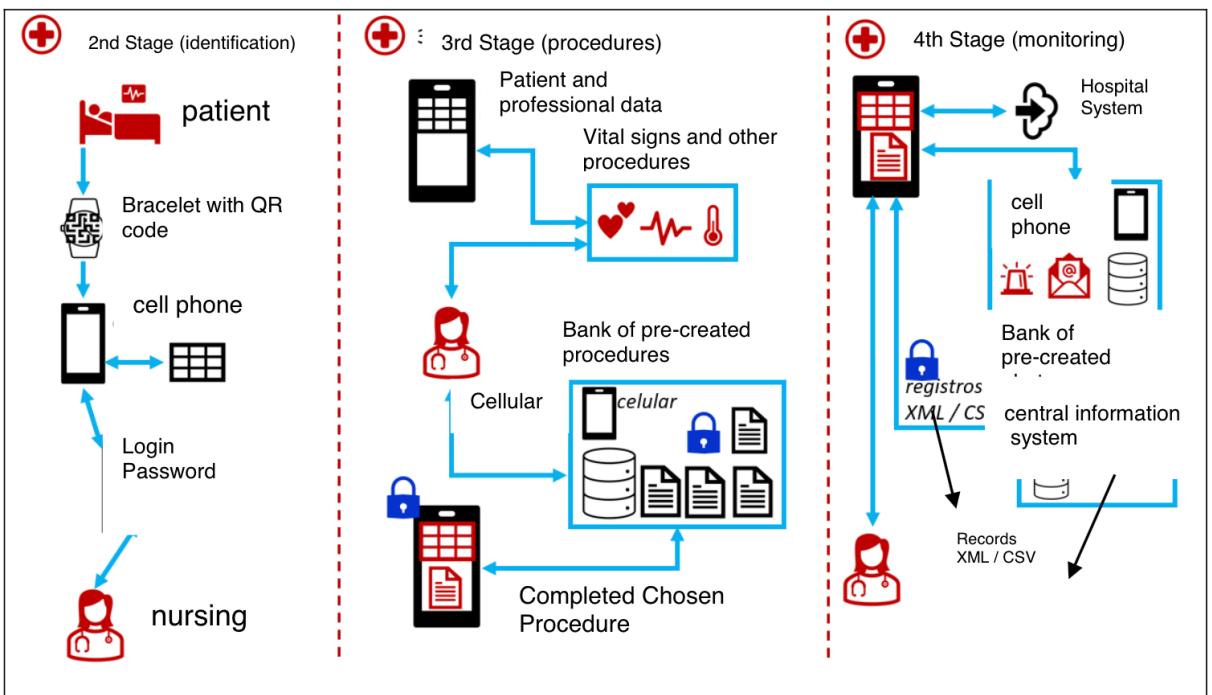 2nd Stage (identification)
patient
Bracelet with QR
code
cell phone
Login
Password
nursing
3rd Stage (procedures)
Patient and
professional data
Vital signs and other
procedures
Bank of pre-created
procedures
Cellular
celular
Completed Chosen
Procedure
4th Stage (monitoring)
Hospital
System
cell
phone
@
Bank of
pre-created
registros
XML / CS
central information
system
Records
XML / CSV